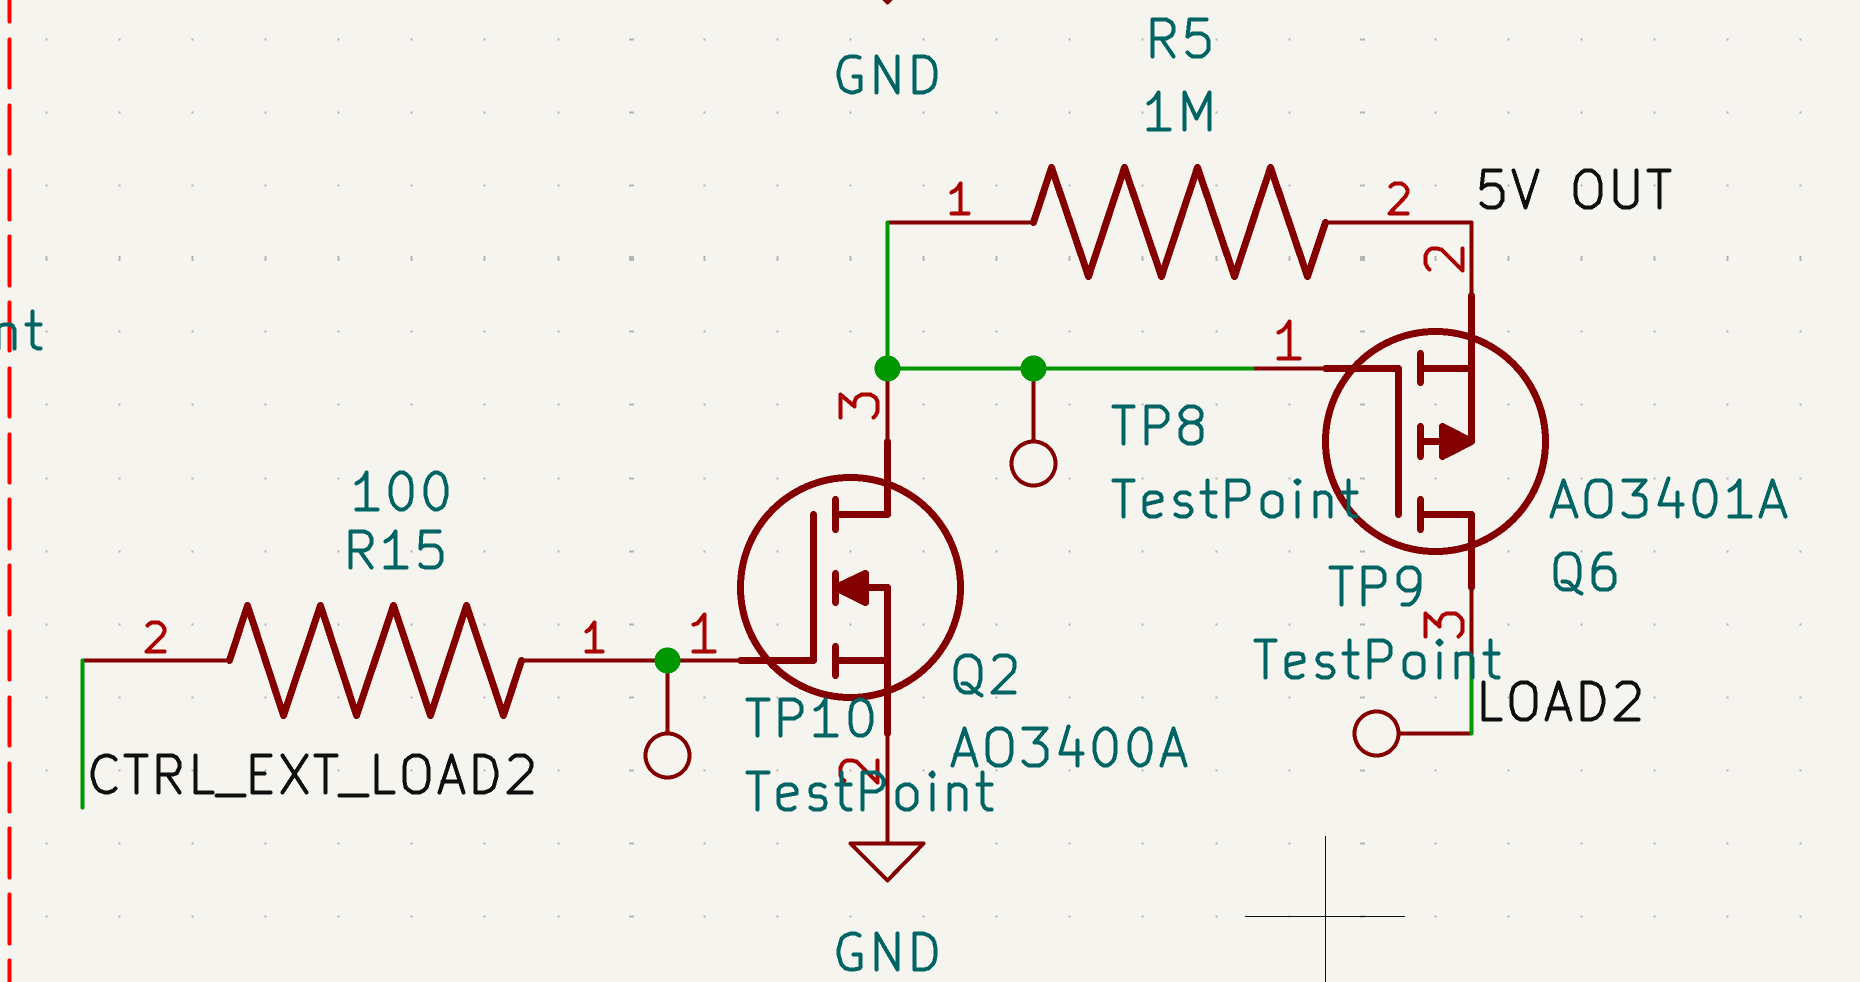 GND
R5
1M
1
2
5V OUT
2
nt
1
3
TP8
TestPoint
100
R15
AO3401A
Q6
TP9
3
TestPoint
2
1
1
Q2
LOAD2
TP10
AO3400A
2
TestPoint
CTRL_EXT_LOAD2
GND